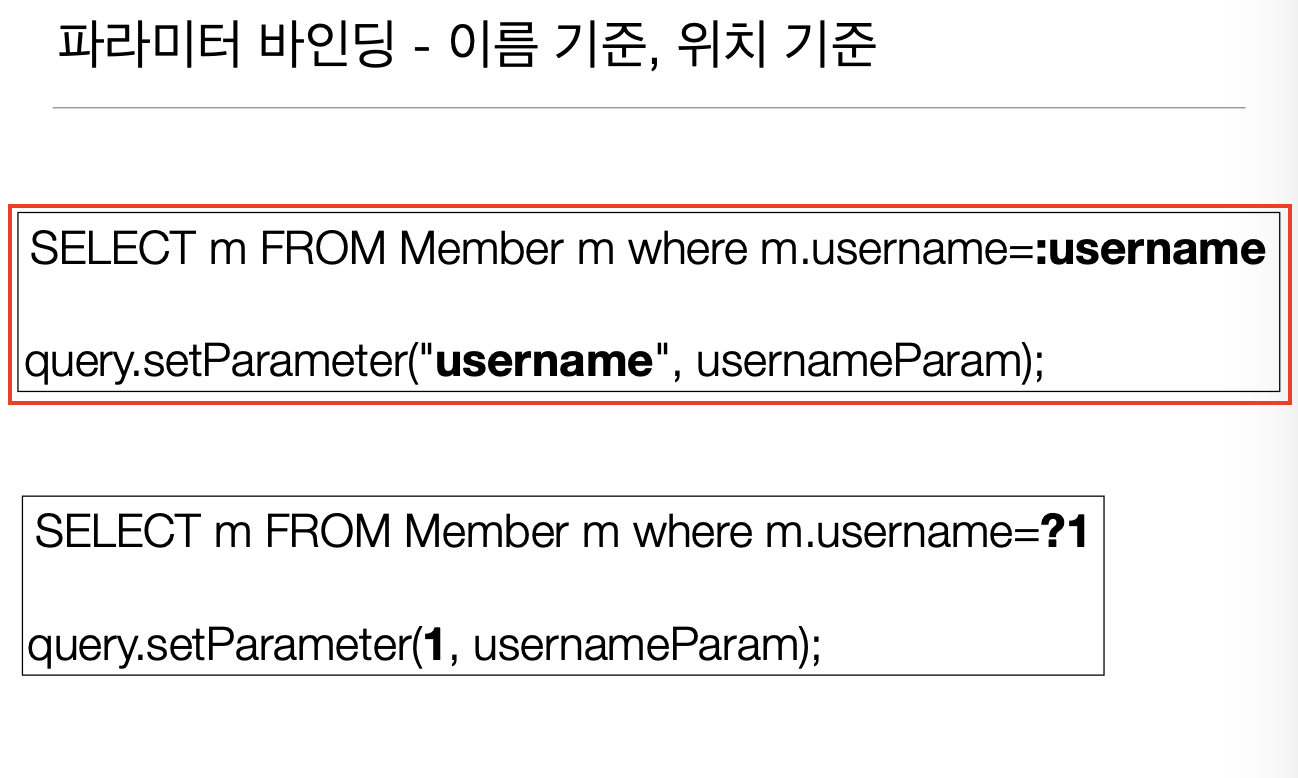 파라미터 바인딩 - 이름 기준, 위치 기준
SELECT m FROM Member m where m.username=:username
query.setParameter("username", usernameParam);
SELECT m FROM Member m where m.username=?1
query.setParameter(1, usernameParam);